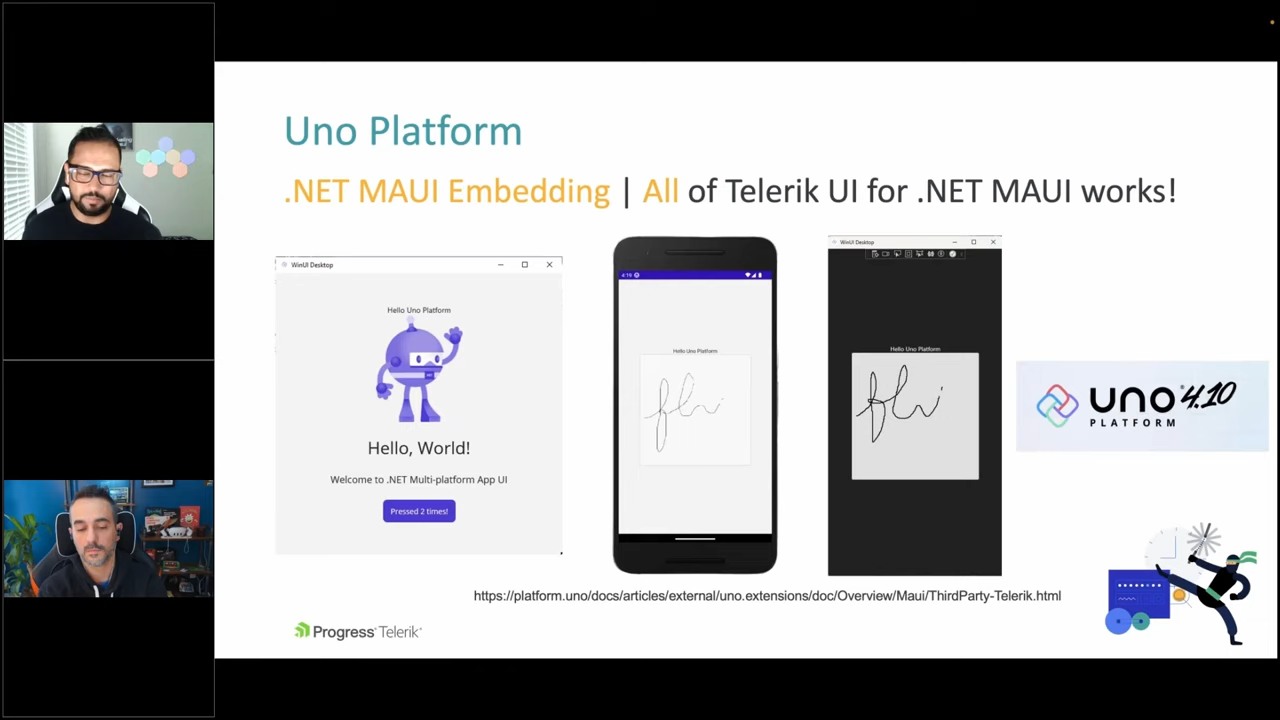 Uno Platform
.NET MAUI Embedding | All of Telerik UI for .NET MAUI works!
WinUI Desktop
Hello Uno Platform
Hello, World!
Welcome to .NET Multi-platform App UI
Pressed 2 times!
4:19
Hello Uno Platform
WinUI Desktop
Hello Uno Platform
UNO 4.10
PLATFORM
https://platform.uno/docs/articles/external/uno.extensions/doc/Overview/Maui/ThirdParty-Telerik.html
Progress Telerik